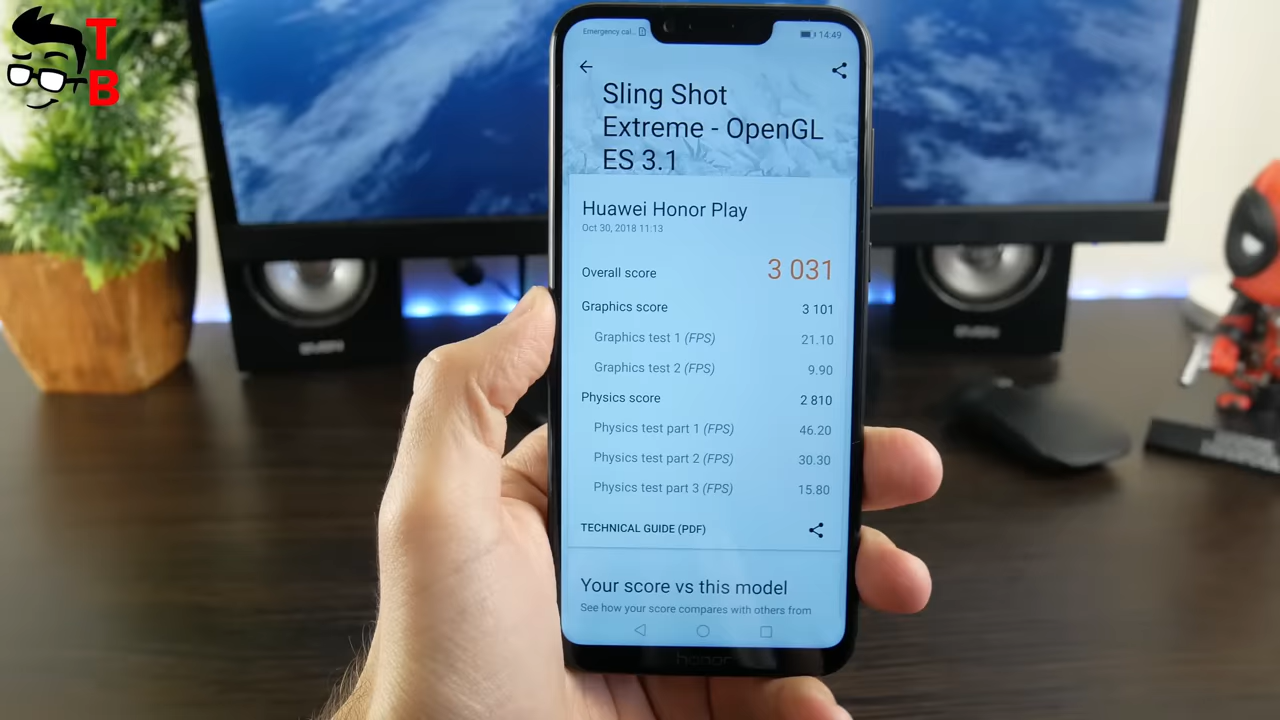 TB
Emergency cal...
14:49
Sling Shot
Extreme - OpenGL
ES 3.1
Huawei Honor Play
Oct 30, 2018 11:13
Overall score 3 031
Graphics score 3 101
Graphics test 1 (FPS) 21.10
Graphics test 2 (FPS) 9.90
Physics score 2 810
Physics test part 1 (FPS) 46.20
Physics test part 2 (FPS) 30.30
Physics test part 3 (FPS) 15.80
TECHNICAL GUIDE (PDF)
Your score vs this model
See how your score compares with others from
honor
SVEN
SVEN